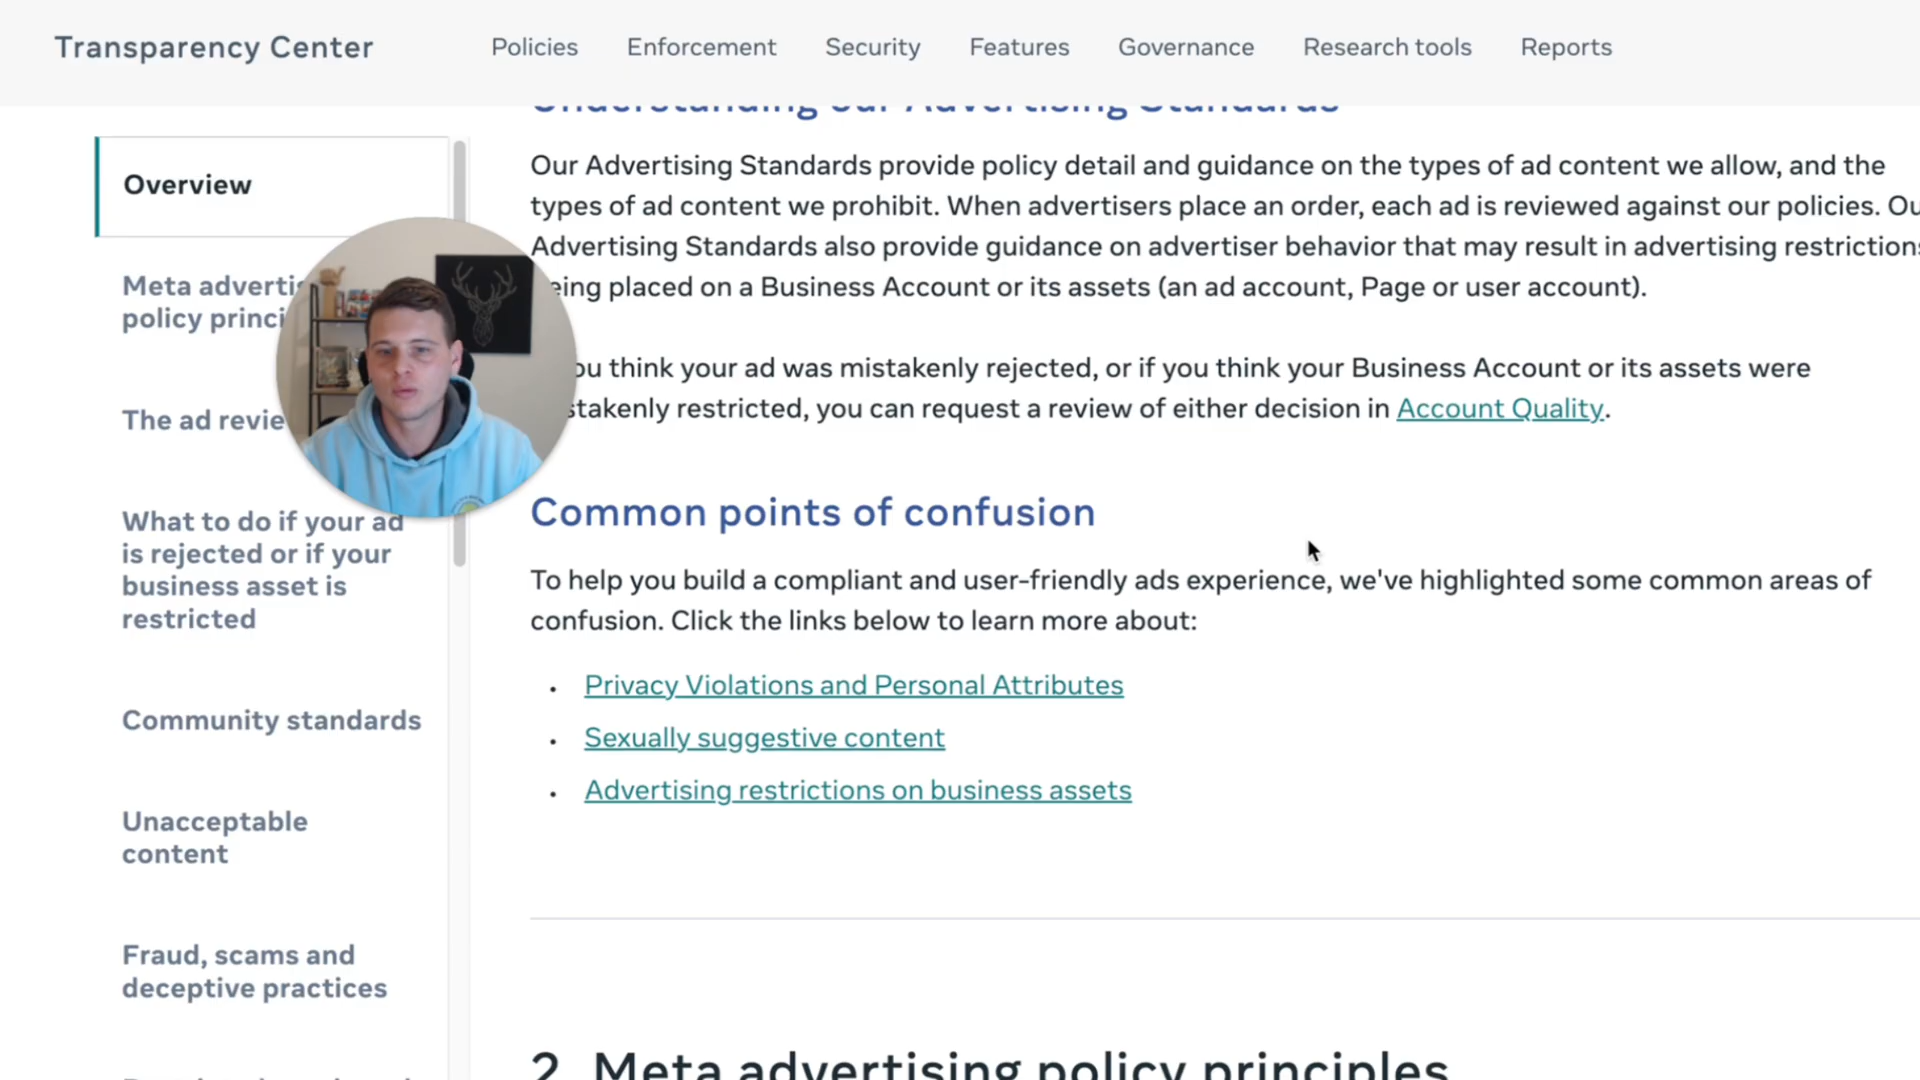 Transparency Center
Policies
Enforcement
Security
Features
Governance
Research tools
Reports
Overview
Meta
policy
The ad
What to do if your ad
is rejected or if your
business asset is
restricted
Community standards
Unacceptable
content
Fraud, scams and
deceptive practices
Understanding our Advertising Standards
Our Advertising Standards provide policy detail and guidance on the types of ad content we allow, and the
types of ad content we prohibit. When advertisers place an order, each ad is reviewed against our policies. Ou
Advertising Standards also provide guidance on advertiser behavior that may result in advertising restrictions
eing placed on a Business Account or its assets (an ad account, Page or user account).
ou think your ad was mistakenly rejected, or if you think your Business Account or its assets were
stakenly restricted, you can request a review of either decision in Account Quality.
Common points of confusion
To help you build a compliant and user-friendly ads experience, we've highlighted some common areas of
confusion. Click the links below to learn more about:
• Privacy Violations and Personal Attributes
• Sexually suggestive content
• Advertising restrictions on business assets
2. Meta advertising policy principles